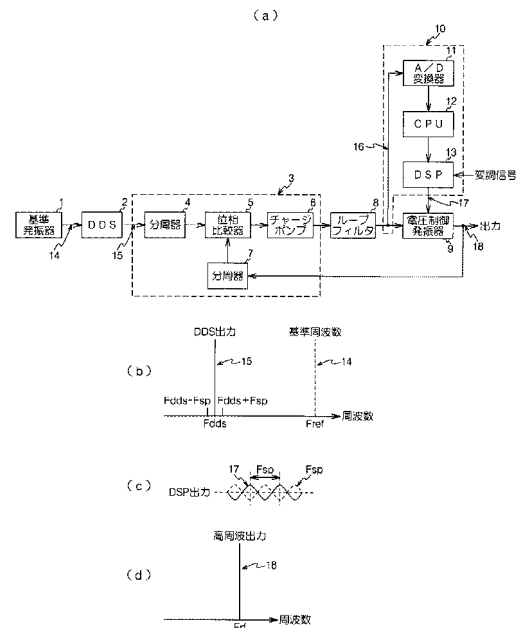 (a)
10
11
A/D
変換器
12
CPU
16
13
DSP
変調信号
3
17
1
基準
発振器
2
DDS
4
分周器
5
位相
比較器
6
チャージ
ポンプ
8
ループ
フィルタ
電圧制御
発振器
9
出力
18
14
15
7
分周器
(b)
DDS出力
15
基準周波数
14
Fdds-Fsp
Fdds+Fsp
Fdds
Fref
周波数
(c)
DSP出力
17
Fsp
Fsp
(d)
高周波出力
18
Frf
周波数